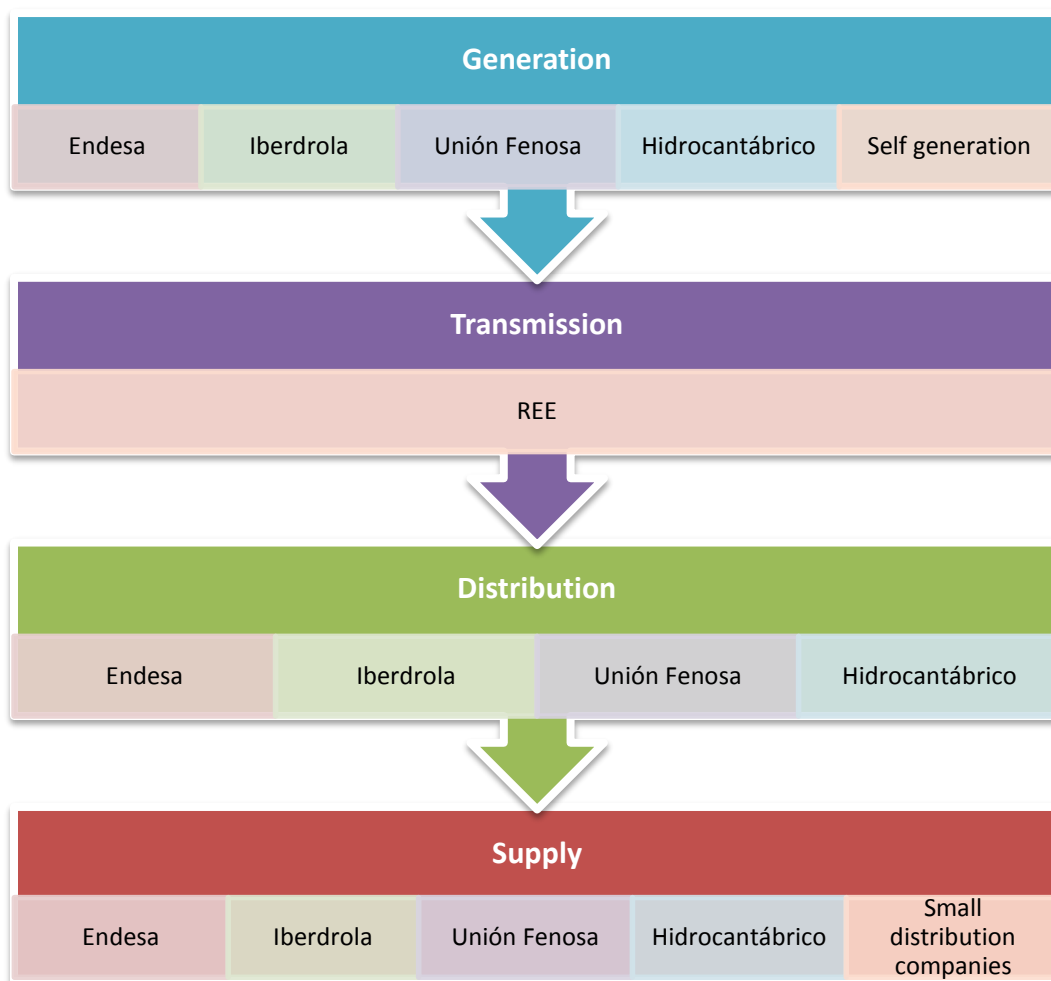 Generation
Endesa Iberdrola Unión Fenosa Hidrocantábrico Self generation
Transmission
REE
Distribution
Endesa Iberdrola Unión Fenosa Hidrocantábrico
Supply
Endesa Iberdrola Unión Fenosa Hidrocantábrico Small
distribution
companies